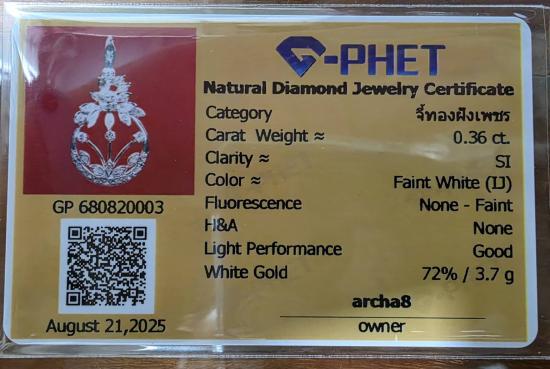 G-PHET
Natural Diamond Jewelry Certificate
Category จี้ทองฝังเพชร
Carat Weight ≈ 0.36 ct.
Clarity ≈ SI
Color ≈ Faint White (IJ)
Fluorescence None - Faint
H&A None
Light Performance Good
White Gold 72% / 3.7 g
GP 680820003
August 21,2025
archa8
owner